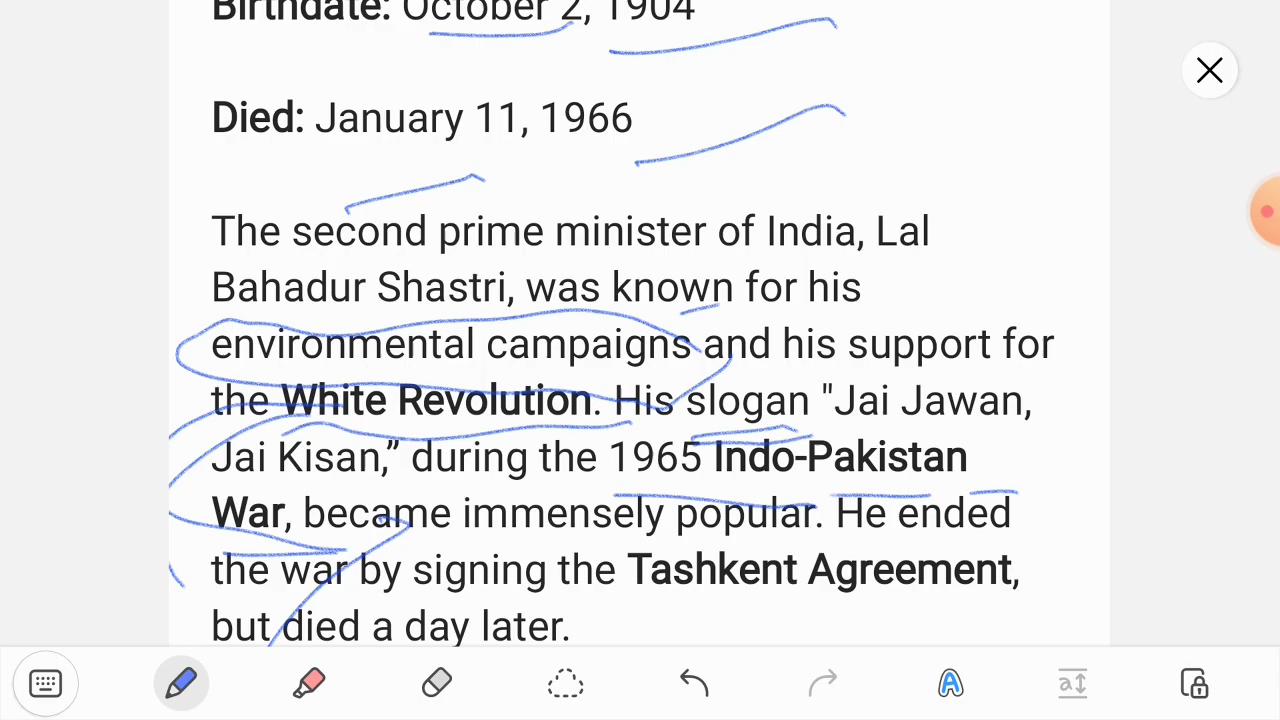 Birthdate: October 2, 1904
Died: January 11, 1966
The second prime minister of India, Lal
Bahadur Shastri, was known for his
environmental campaigns and his support for
the White Revolution. His slogan "Jai Jawan,
Jai Kisan,” during the 1965 Indo-Pakistan
War, became immensely popular. He ended
the war by signing the Tashkent Agreement,
but died a day later.